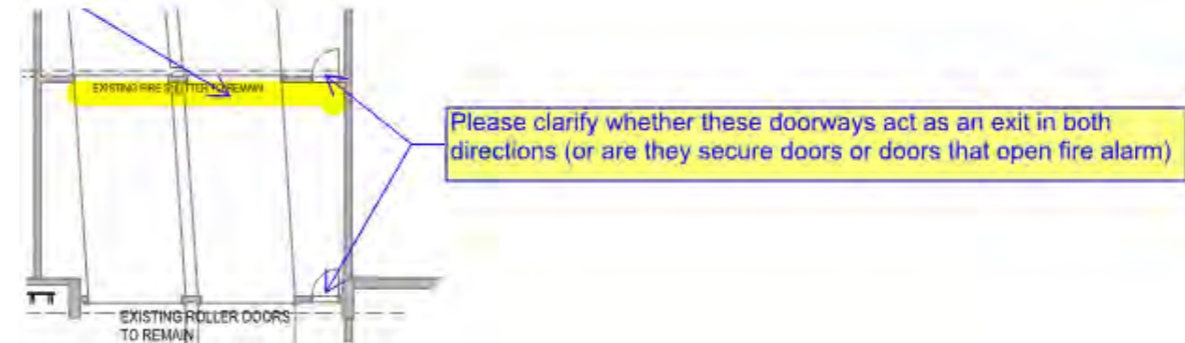 EXISTING FIRE SHUTTER TO REMAIN
Please clarify whether these doorways act as an exit in both
directions (or are they secure doors or doors that open fire alarm)
EXISTING ROLLER DOORS
TO REMAIN